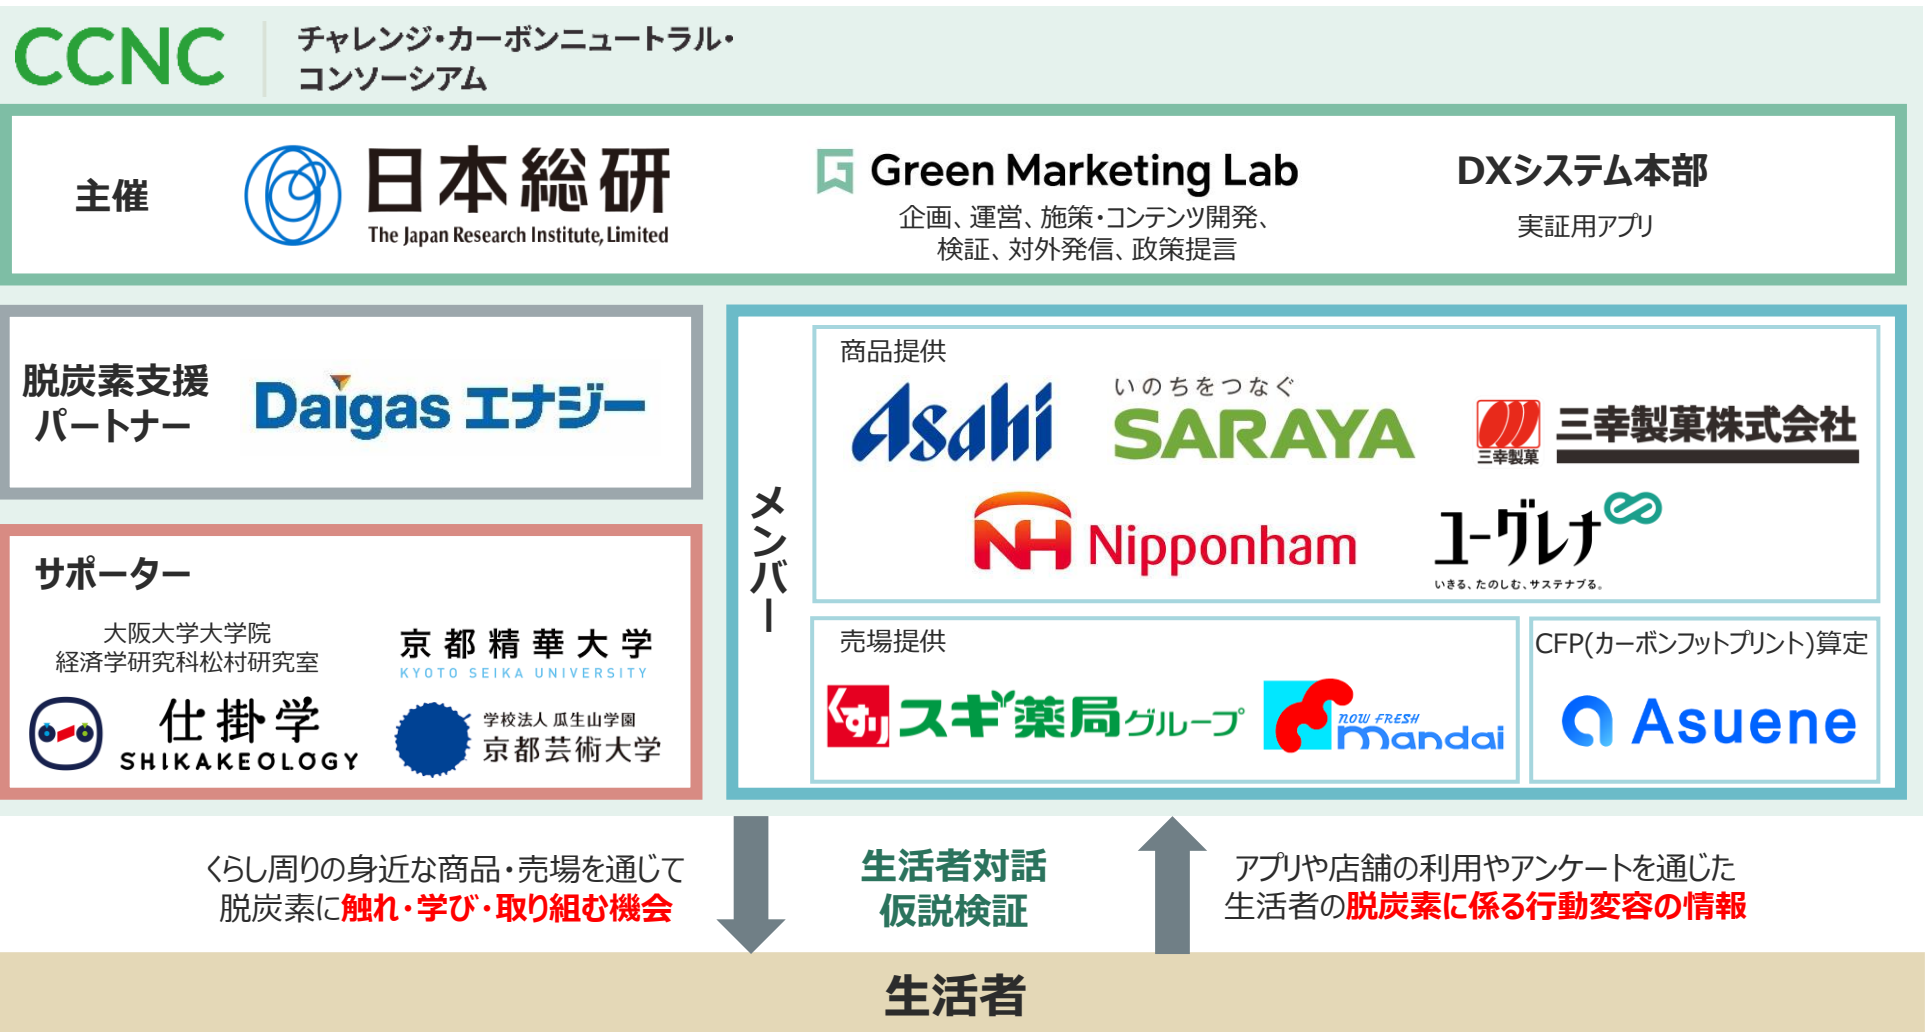 CCNC
チャレンジ・カーボンニュートラル・
コンソーシアム
主催
日本総研
The Japan Research Institute, Limited
Green Marketing Lab
企画、運営、施策・コンテンツ開発、
検証、対外発信、政策提言
DXシステム本部
実証用アプリ
脱炭素支援
パートナー
Daigas エナジー
サポーター
大阪大学大学院
経済学研究科松村研究室
仕掛学
SHIKAKEOLOGY
京都精華大学
KYOTO SEIKA UNIVERSITY
学校法人 瓜生山学園
京都芸術大学
メンバー
商品提供
Asahi
いのちをつなぐ
SARAYA
三幸製菓
三幸製菓株式会社
NH Nipponham
ユーグレナ
いきる、たのしむ、サステナブる。
売場提供
くすり スギ薬局グループ
NOW FRESH
mandai
CFP(カーボンフットプリント)算定
Asuene
くらし周りの身近な商品・売場を通じて
脱炭素に触れ・学び・取り組む機会
生活者対話
仮説検証
アプリや店舗の利用やアンケートを通じた
生活者の脱炭素に係る行動変容の情報
生活者